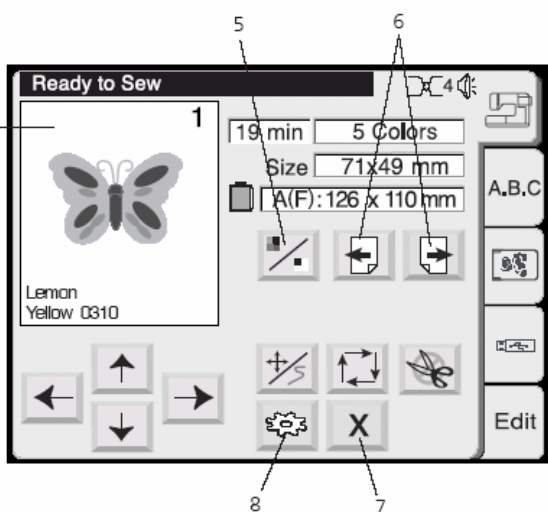 5
6
Ready to Sew
4
1
19 min
5 Colors
Size
71x49 mm
A(F): 126 x 110 mm
A.B.C
Lemon
Yellow 0310
X
Edit
8
7